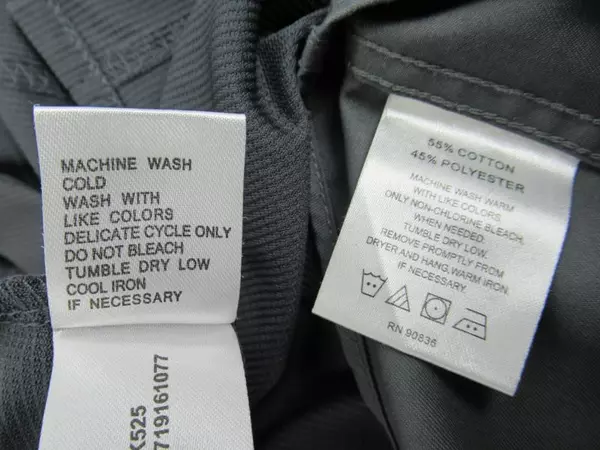 MACHINE WASH
COLD
WASH WITH
LIKE COLORS
DELICATE CYCLE ONLY
DO NOT BLEACH
TUMBLE DRY LOW
COOL IRON
IF NECESSARY
X525
719161077
55% COTTON
45% POLYESTER
MACHINE WASH WARM
WITH LIKE COLORS.
ONLY NON-CHLORINE BLEACH,
WHEN NEEDED.
TUMBLE DRY LOW.
REMOVE PROMPTLY FROM
DRYER AND HANG, WARM IRON.
IF NECESSARY.
RN 90836